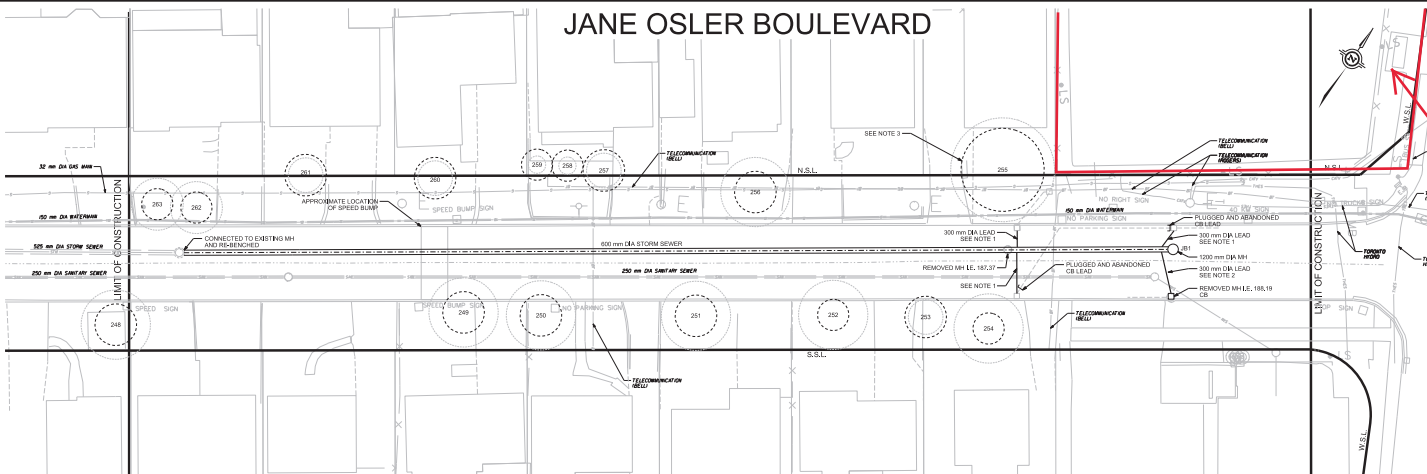 JANE OSLER BOULEVARD
N
SEE NOTE 3
TELECOMMUNICATION
(BELL)
TELECOMMUNICATION
(BELL)
TELECOMMUNICATION
(ROGERS)
32 mm DIA GAS MAIN
259
258
257
261
260
256
255
263
262
N.S.L.
N.S.L.
W.S.L.
APPROXIMATE LOCATION
OF SPEED BUMP
SPEED BUMP SIGN
NO RIGHT SIGN
NO PARKING SIGN
150 mm DIA WATERMAIN
150 mm DIA WATERMAIN
PLUGGED AND ABANDONED
CB LEAD
LIMIT OF CONSTRUCTION
LIMIT OF CONSTRUCTION
CONNECTED TO EXISTING MH
AND RE-BENCHED
300 mm DIA LEAD
SEE NOTE 1
300 mm DIA LEAD
SEE NOTE 1
525 mm DIA STORM SEWER
600 mm DIA STORM SEWER
JB1
1200 mm DIA MH
TORONTO
HYDRO
REMOVED MH I.E. 187.37
PLUGGED AND ABANDONED
CB LEAD
300 mm DIA LEAD
SEE NOTE 2
250 mm DIA SANITARY SEWER
250 mm DIA SANITARY SEWER
SEE NOTE 1
REMOVED MH I.E. 188.19
CB
SPEED SIGN
SPEED BUMP SIGN
NO PARKING SIGN
248
249
250
251
252
253
254
TELECOMMUNICATION
(BELL)
S.S.L.
TELECOMMUNICATION
(BELL)
W.S.L.